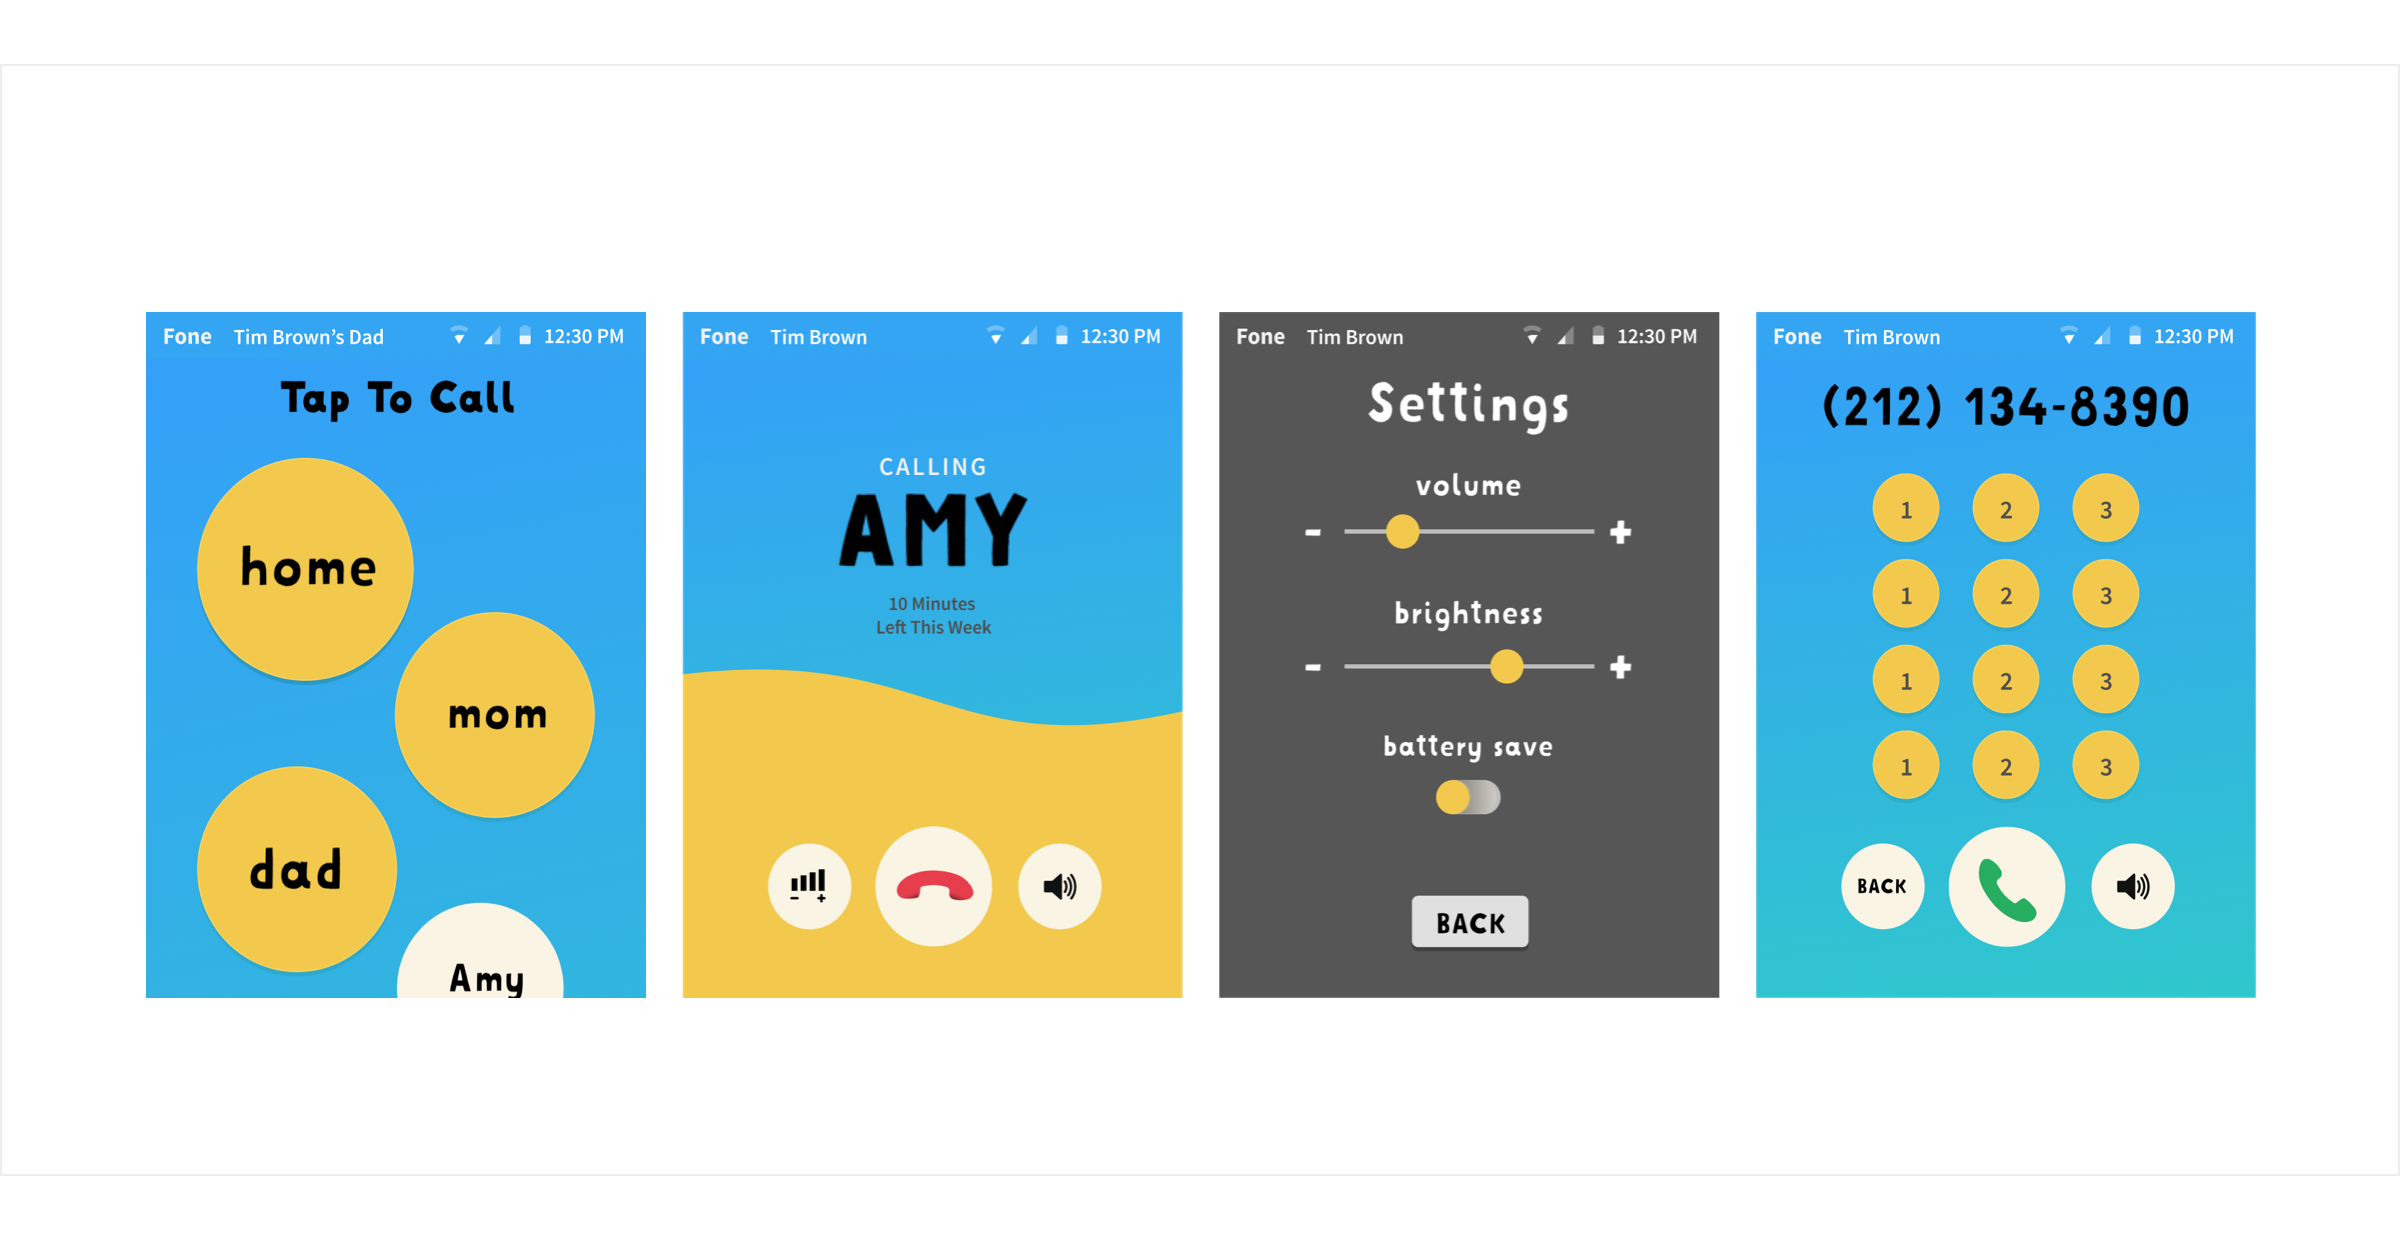 Fone Tim Brown’s Dad 12:30 PM
Tap To Call
home
mom
dad
Amy
Fone Tim Brown 12:30 PM
CALLING
AMY
10 Minutes
Left This Week
Fone Tim Brown 12:30 PM
Settings
volume
- +
brightness
- +
battery save
BACK
Fone Tim Brown 12:30 PM
(212) 134-8390
1 2 3
1 2 3
1 2 3
1 2 3
BACK